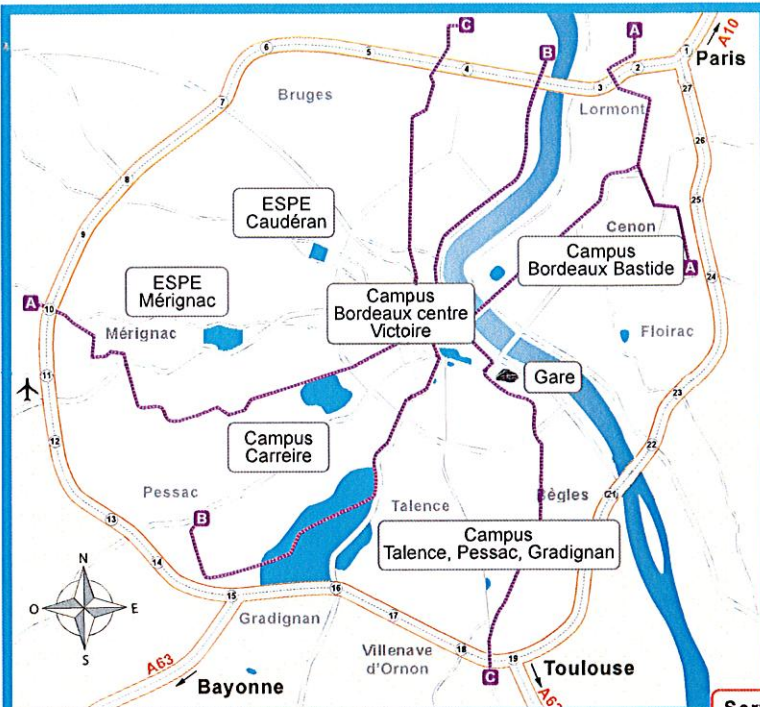 C
B
A
A10
Paris
1
2
3
4
5
6
7
Bruges
Lormont
27
26
8
ESPE
Caudéran
25
Cenon
9
Campus
Bordeaux Bastide
A
24
ESPE
Mérignac
Campus
Bordeaux centre
Victoire
A
10
Mérignac
Floirac
11
Gare
23
12
Campus
Carreire
22
Pessac
B
Talence
Bègles
21
13
Campus
Talence, Pessac, Gradignan
14
N
O
E
S
15
16
17
Gradignan
18
19
Villenave
d'Ornon
C
Toulouse
A63
Bayonne